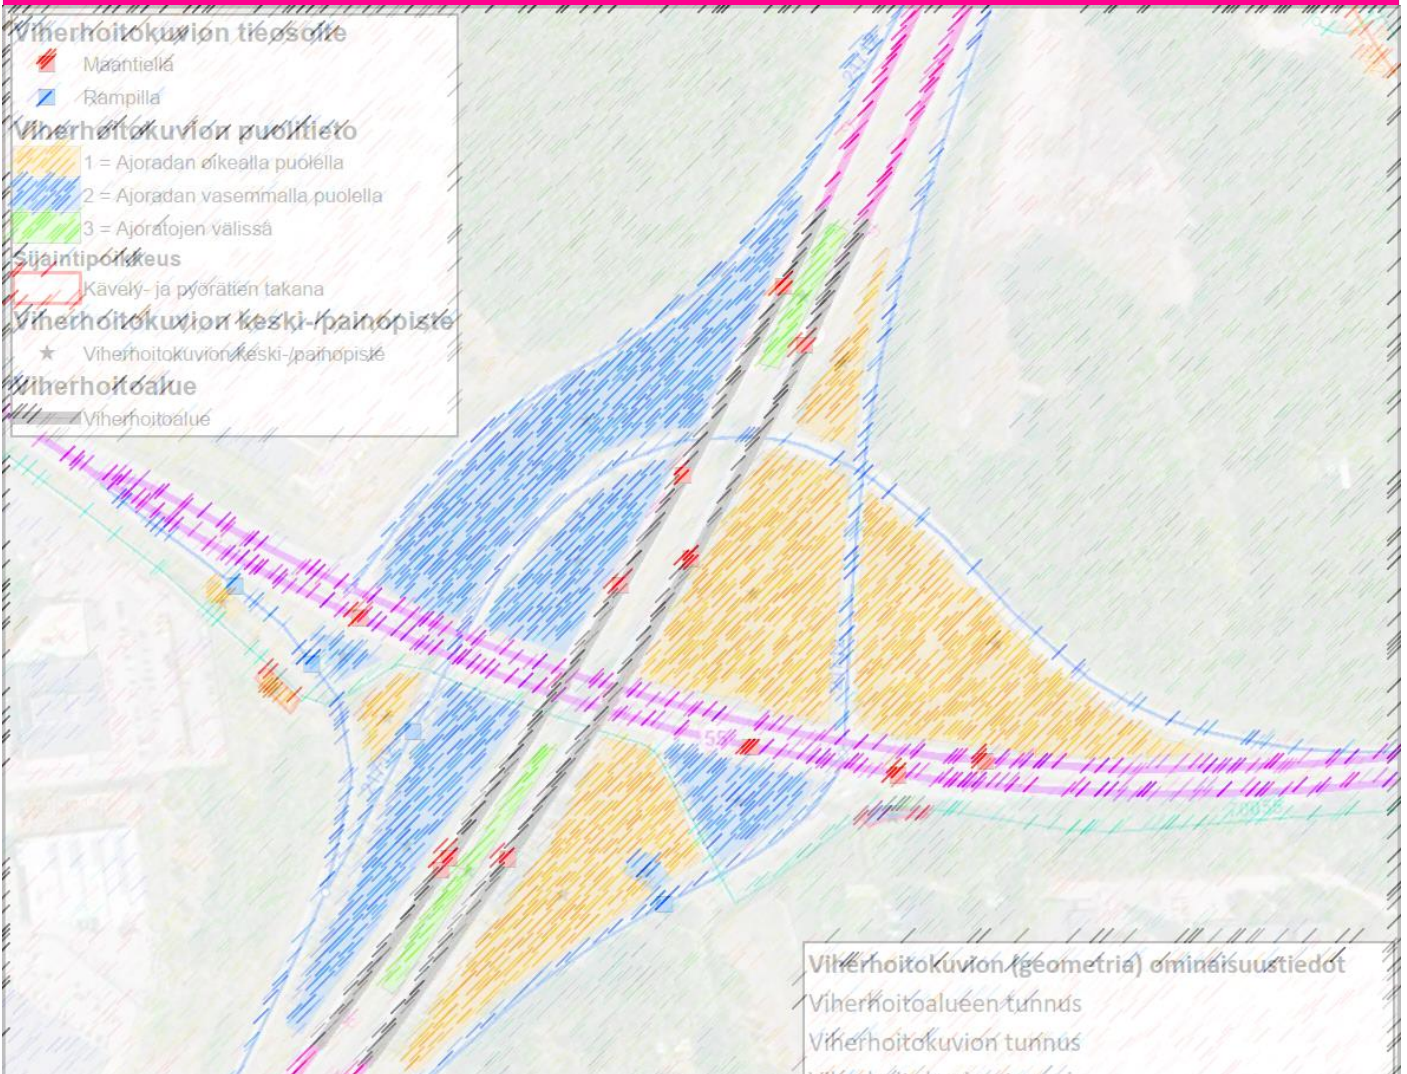 Viherhoitokuvion tieosoite
Maantiellä
Rampilla
Viherhoitokuvion puolitieto
1 = Ajoradan oikealla puolella
2 = Ajoradan vasemmalla puolella
3 = Ajoratojen välissä
Sijaintipoikkeus
Kävely- ja pyörätien takana
Viherhoitokuvion keski-/painopiste
Viherhoitokuvion keski-/painopiste
Viherhoitoalue
Viherhoitoalue
55
Viherhoitokuvion (geometria) ominaisuustiedot
Viherhoitoalueen tunnus
Viherhoitokuvion tunnus